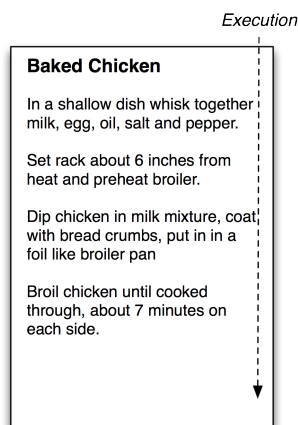 Execution
Baked Chicken
In a shallow dish whisk together
milk, egg, oil, salt and pepper.
Set rack about 6 inches from
heat and preheat broiler.
Dip chicken in milk mixture, coat
with bread crumbs, put in in a
foil like broiler pan
Broil chicken until cooked
through, about 7 minutes on
each side.